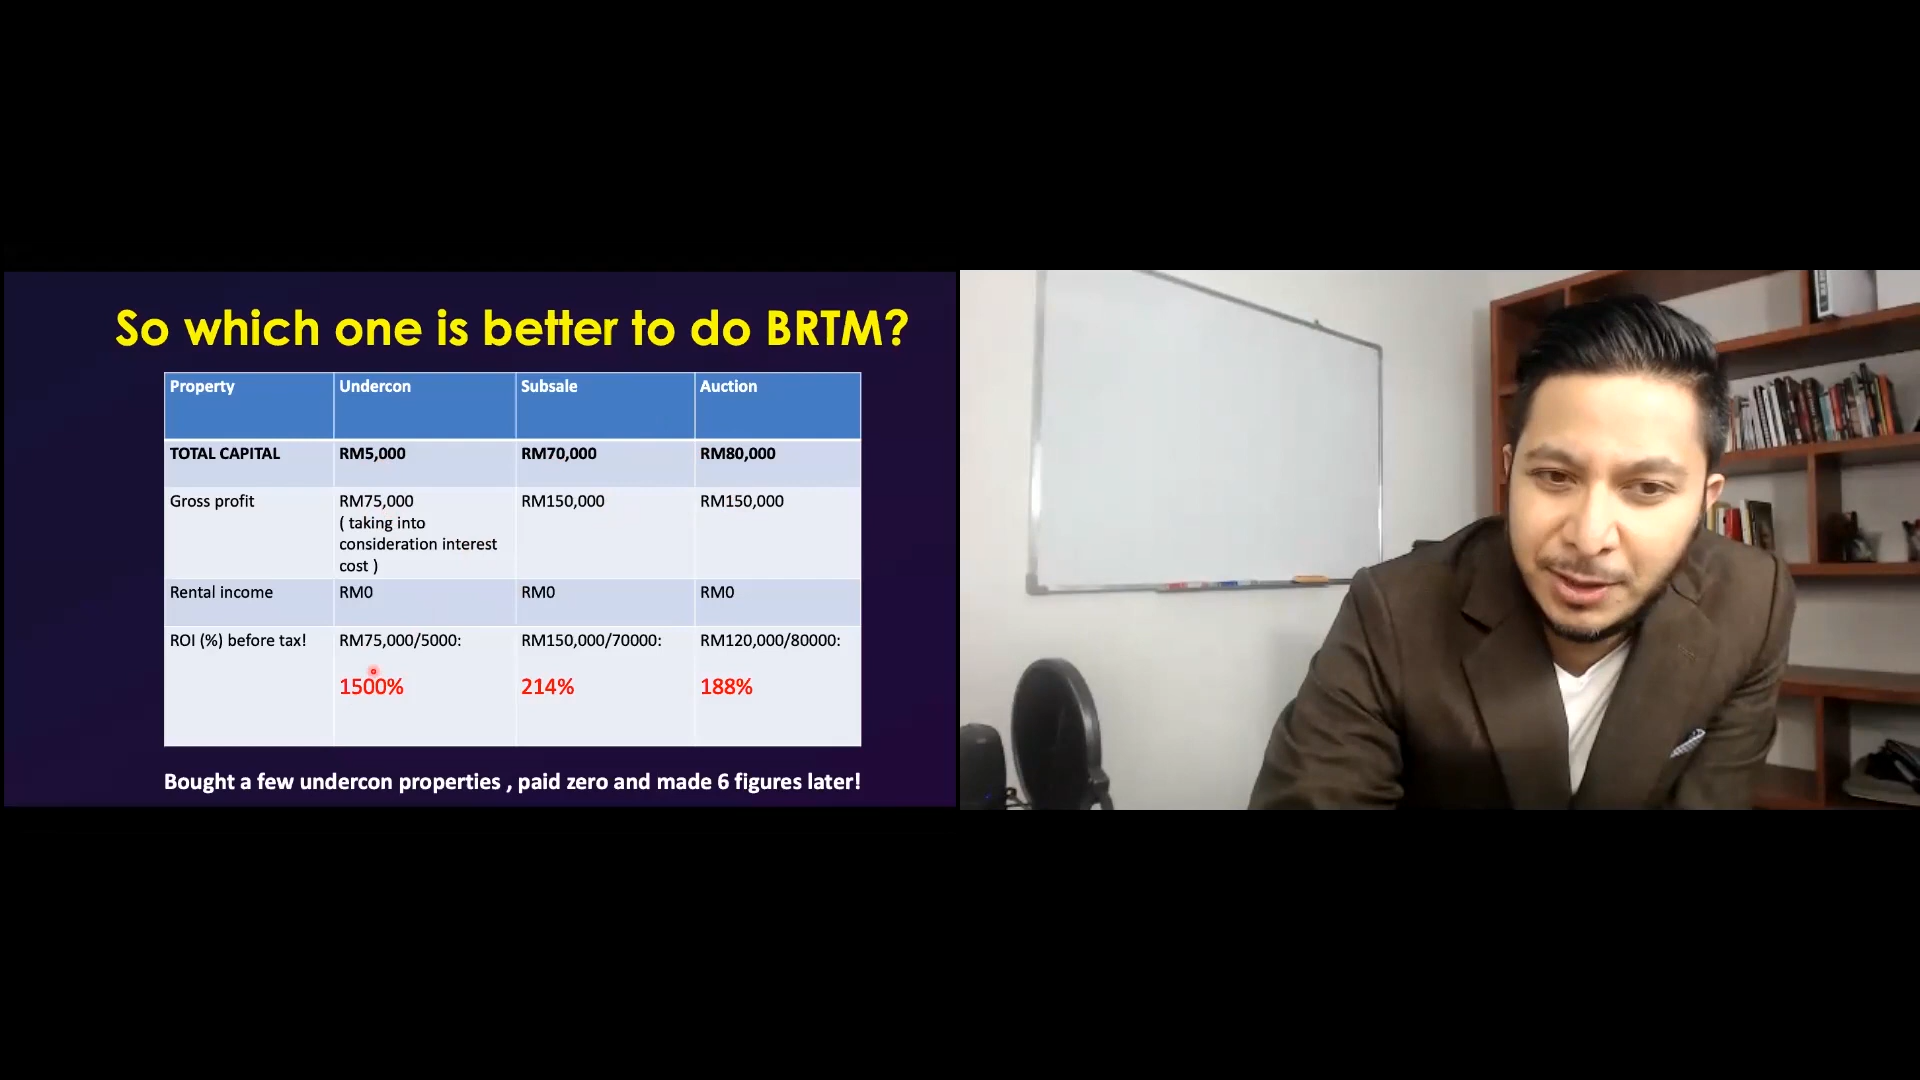 So which one is better to do BRTM?
Property Undercon Subsale Auction
TOTAL CAPITAL RM5,000 RM70,000 RM80,000
Gross profit RM75,000 RM150,000 RM150,000
( taking into
consideration interest
cost )
Rental income RM0 RM0 RM0
ROI (%) before tax! RM75,000/5000: RM150,000/70000: RM120,000/80000:
1500% 214% 188%
Bought a few undercon properties , paid zero and made 6 figures later!